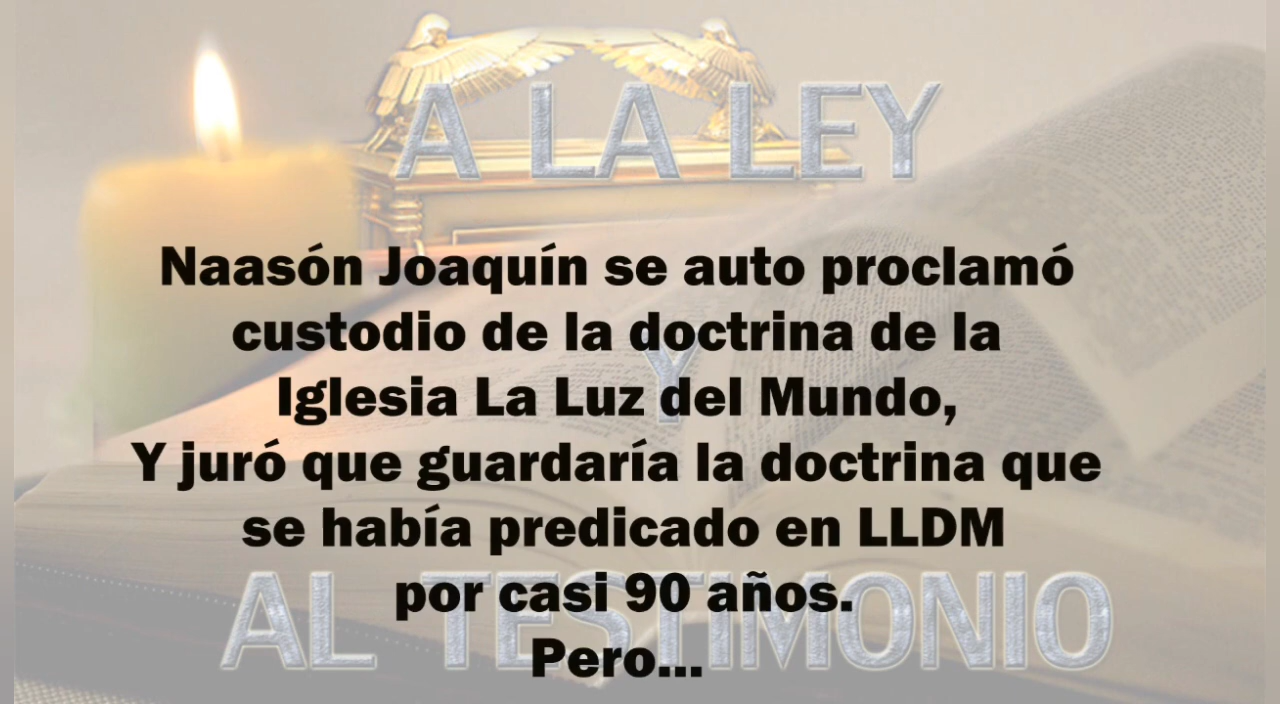 A LA LEY
Naasón Joaquín se auto proclamó
custodio de la doctrina de la
Iglesia La Luz del Mundo,
Y
Y juró que guardaría la doctrina que
se había predicado en LLDM
por casi 90 años.
AL TESTIMONIO
Pero...